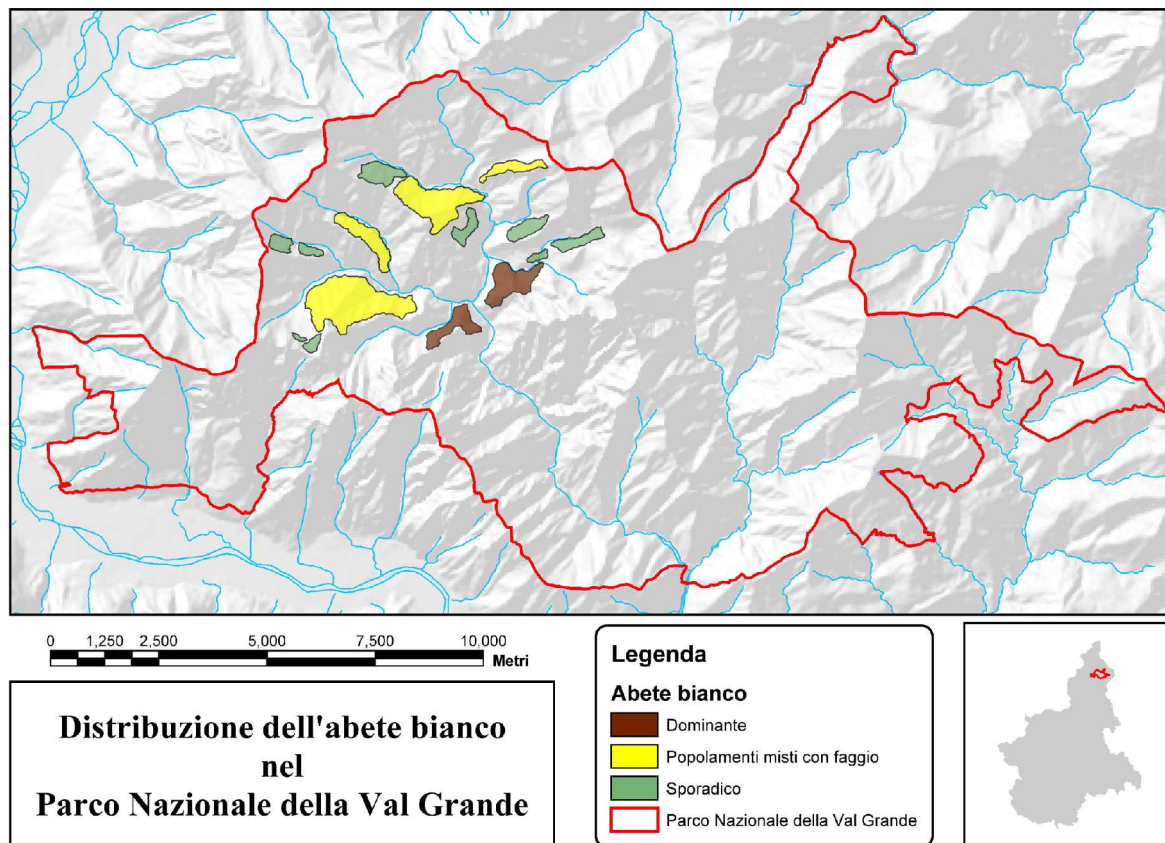 0 1,250 2,500 5,000 7,500 10,000
Metri
Distribuzione dell'abete bianco
nel
Parco Nazionale della Val Grande
Legenda
Abete bianco
Dominante
Popolamenti misti con faggio
Sporadico
Parco Nazionale della Val Grande